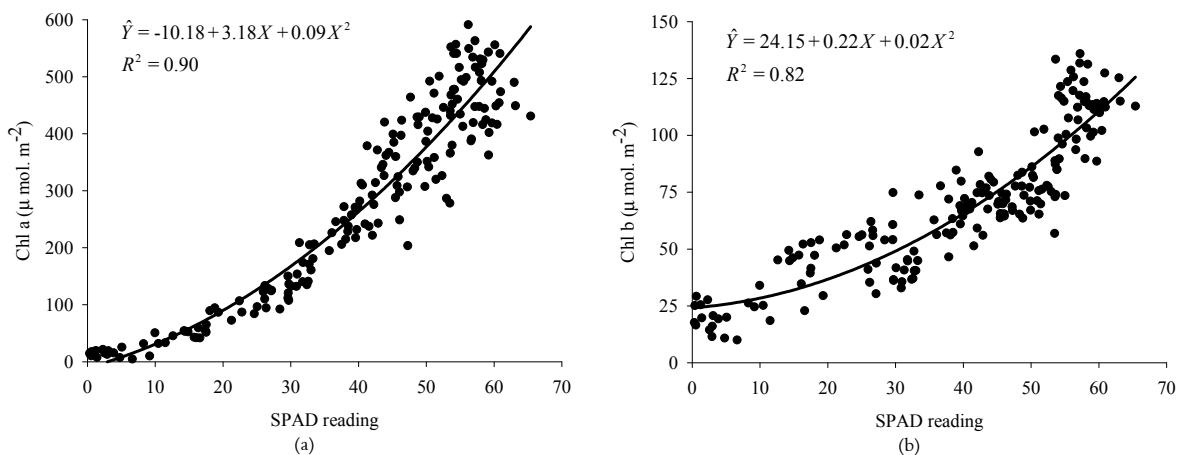 Ŷ = -10.18 + 3.18X + 0.09X²
R² = 0.90
Chl a (µ mol. m⁻²)
600
500
400
300
200
100
0
0 10 20 30 40 50 60 70
SPAD reading
(a)
Ŷ = 24.15 + 0.22X + 0.02X²
R² = 0.82
Chl b (µ mol. m⁻²)
150
125
100
75
50
25
0
0 10 20 30 40 50 60 70
SPAD reading
(b)